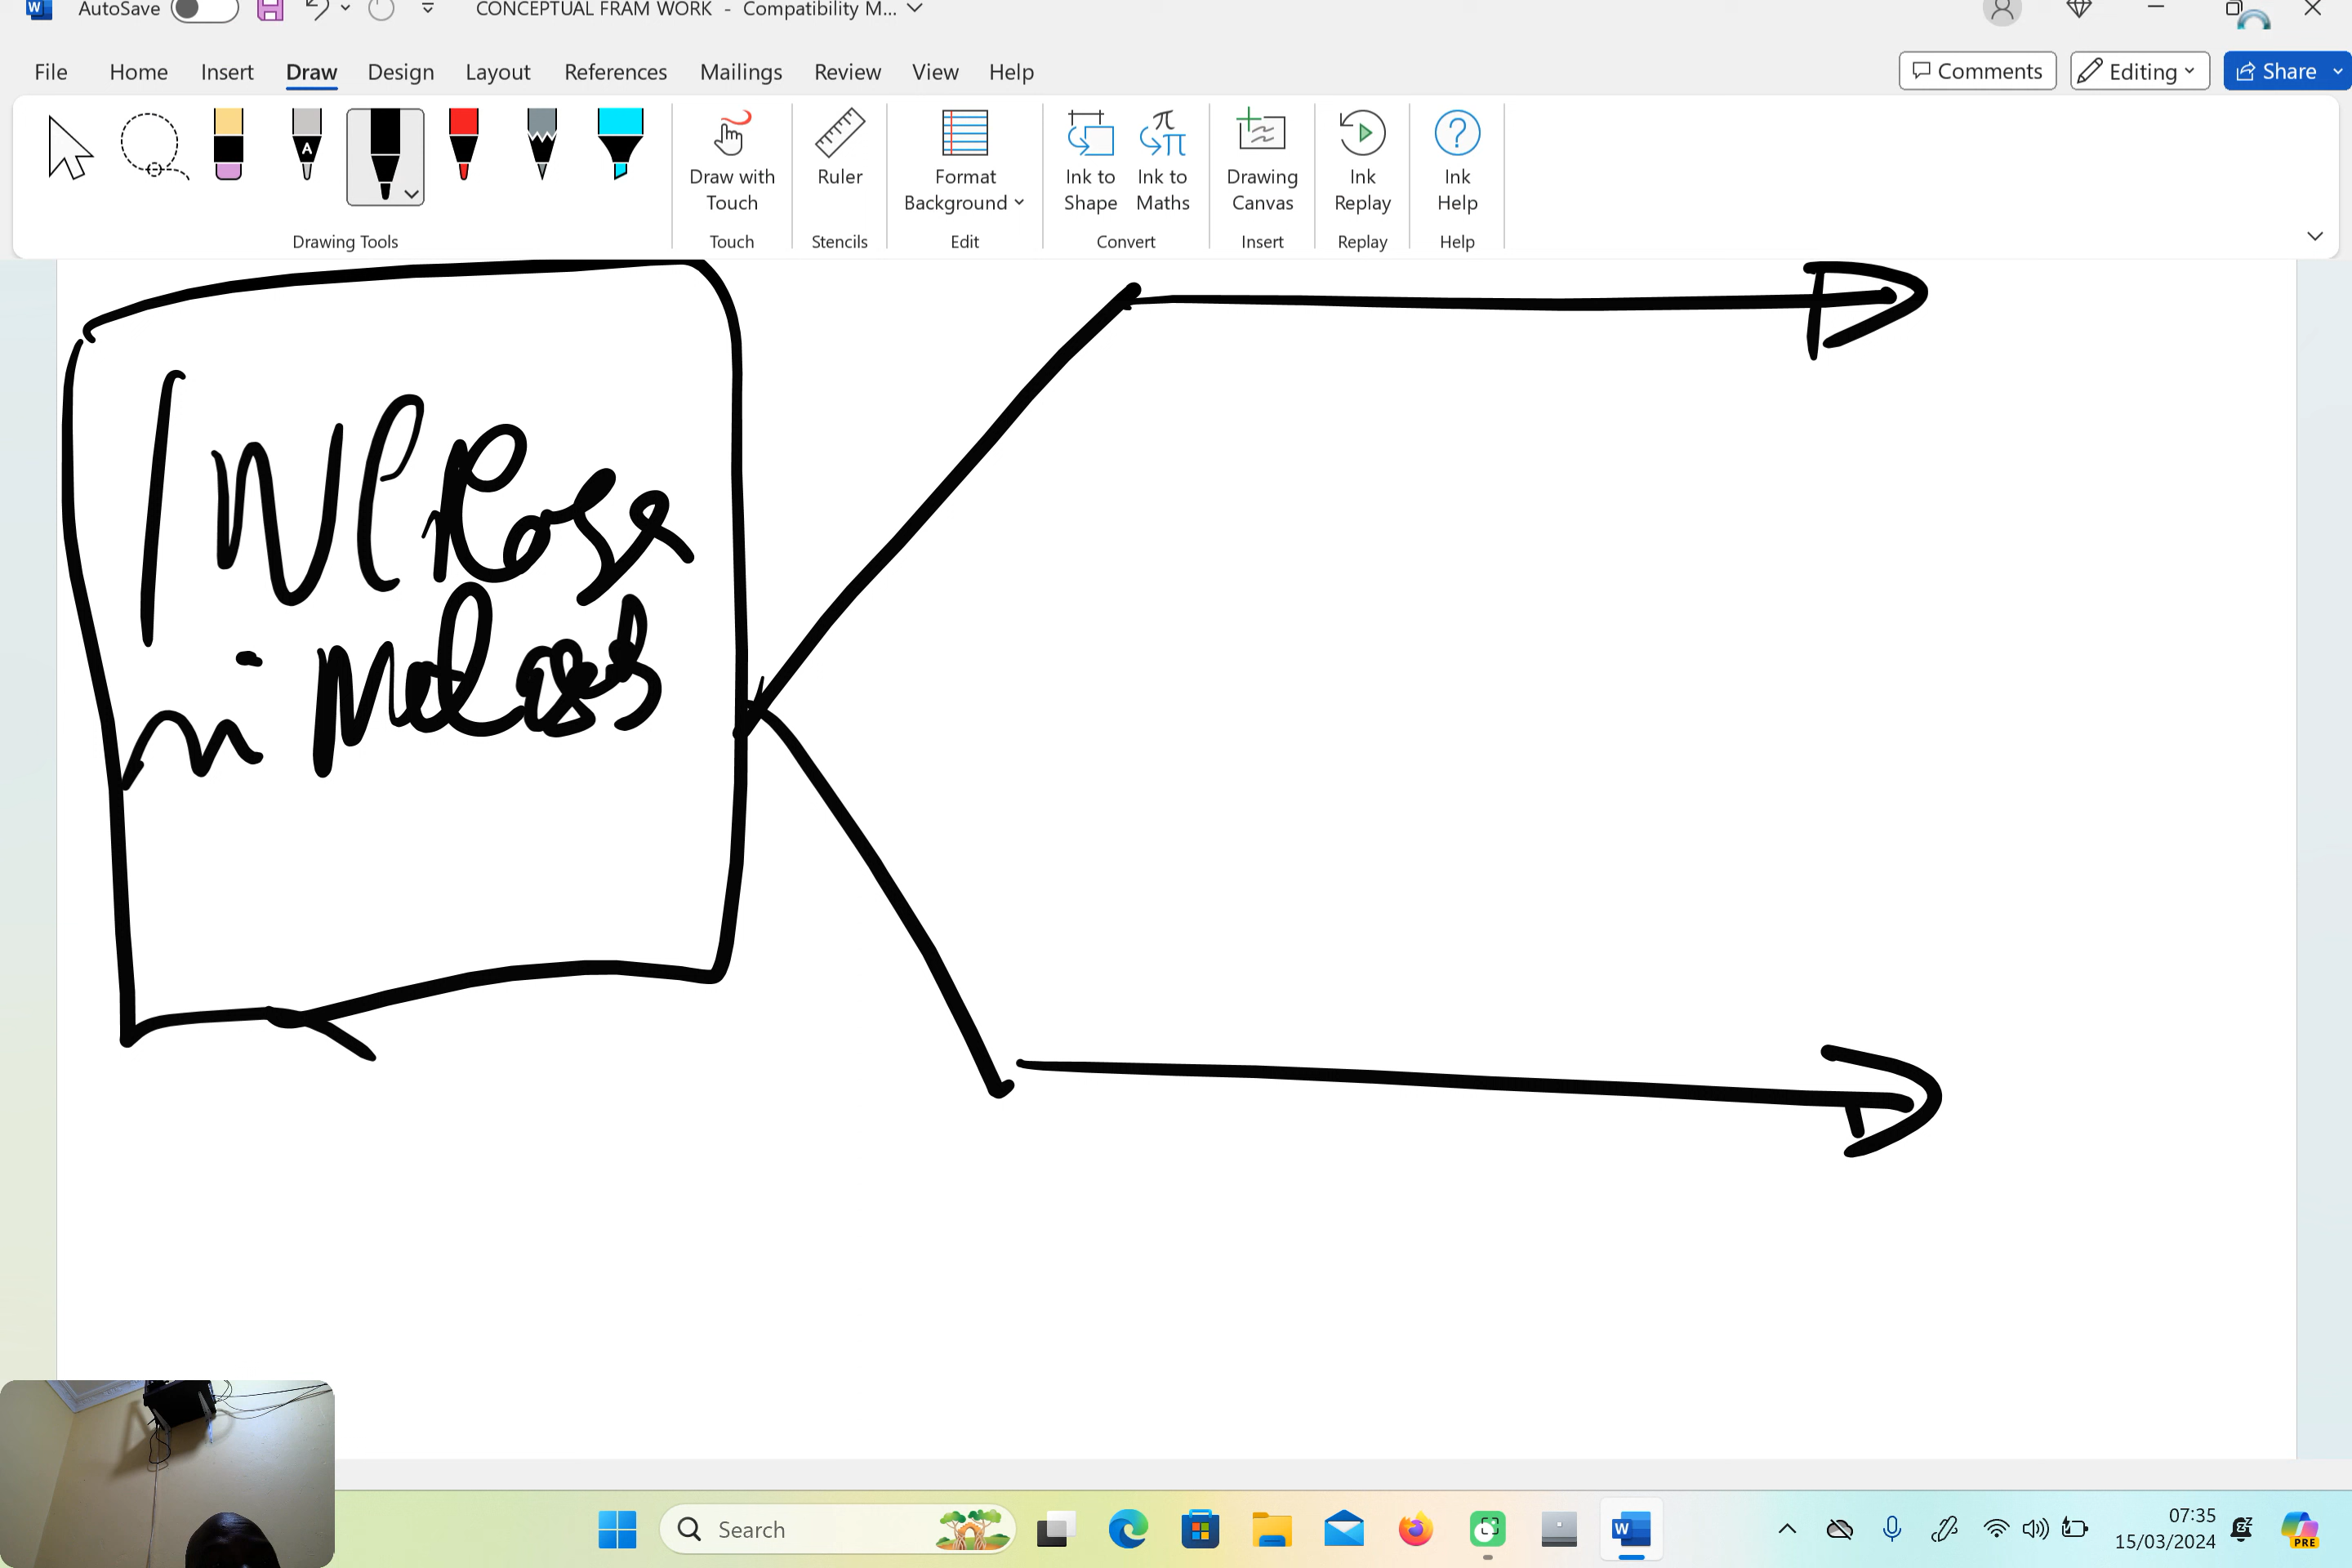 AutoSave
CONCEPTUAL FRAM WORK - Compatibility M...
File Home Insert Draw Design Layout References Mailings Review View Help
Comments Editing Share
A
Draw with Touch
Ruler
Format Background
Ink to Shape
Ink to Maths
Drawing Canvas
Ink Replay
Ink Help
Drawing Tools Touch Stencils Edit Convert Insert Replay Help
in
Search
07:35
15/03/2024
PRE